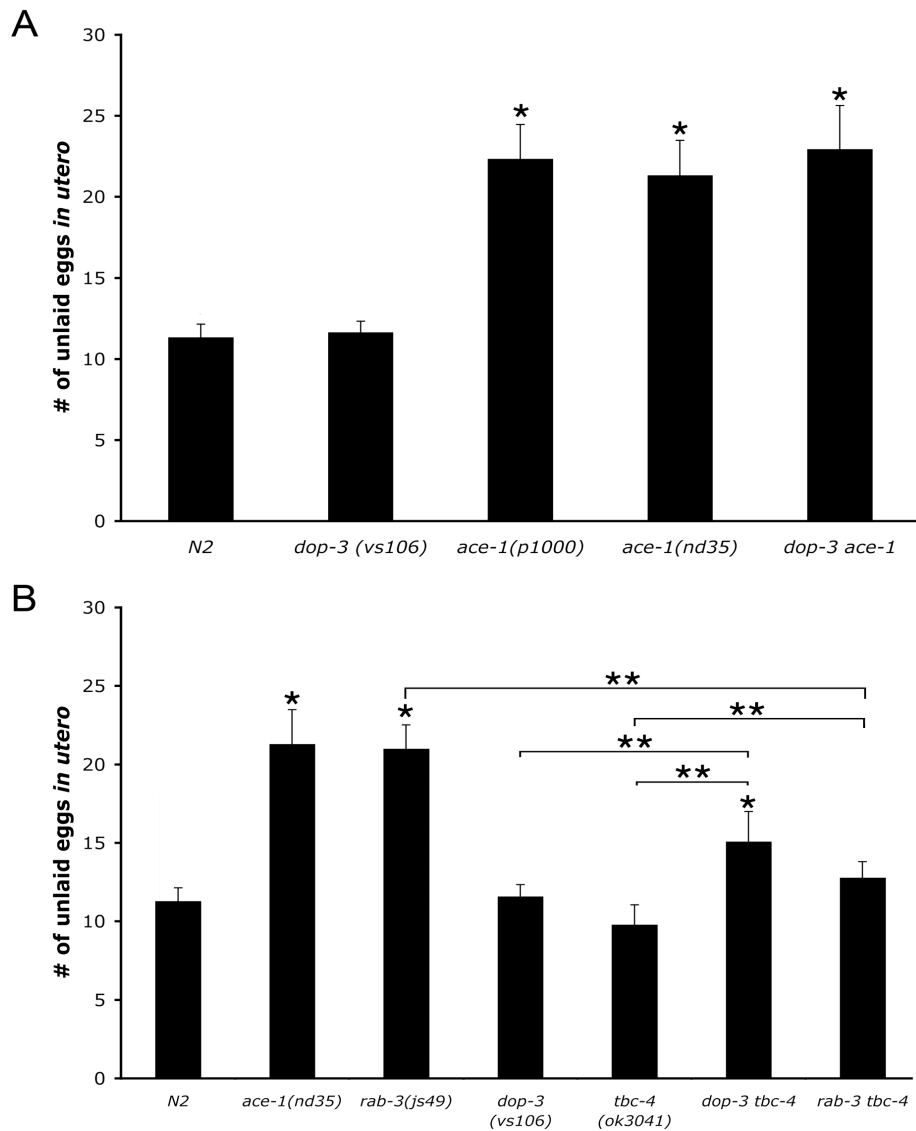 A
# of unlaid eggs in utero
30
25
20
15
10
5
0
*
*
*
N2
dop-3 (vs106)
ace-1(p1000)
ace-1(nd35)
dop-3 ace-1
B
# of unlaid eggs in utero
30
25
20
15
10
5
0
**
**
**
**
*
*
*
N2
ace-1(nd35)
rab-3(js49)
dop-3
(vs106)
tbc-4
(ok3041)
dop-3 tbc-4
rab-3 tbc-4